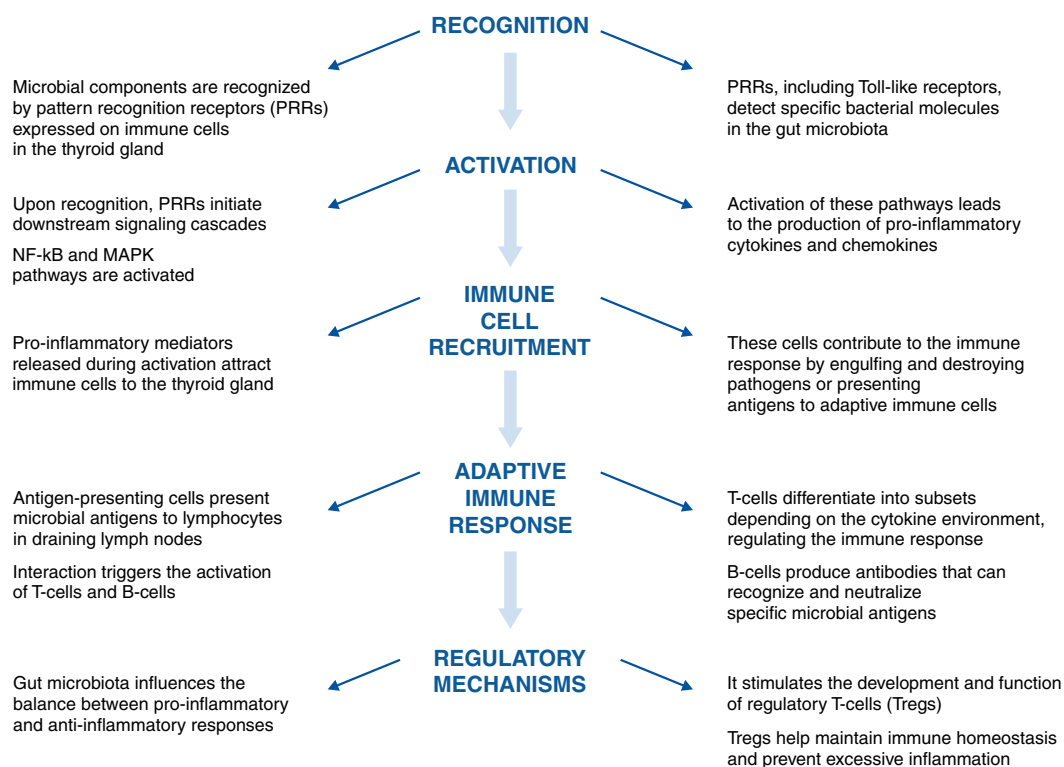 RECOGNITION
Microbial components are recognized
by pattern recognition receptors (PRRs)
expressed on immune cells
in the thyroid gland
PRRs, including Toll-like receptors,
detect specific bacterial molecules
in the gut microbiota
ACTIVATION
Upon recognition, PRRs initiate
downstream signaling cascades
NF-kB and MAPK
pathways are activated
Activation of these pathways leads
to the production of pro-inflammatory
cytokines and chemokines
IMMUNE
CELL
RECRUITMENT
Pro-inflammatory mediators
released during activation attract
immune cells to the thyroid gland
These cells contribute to the immune
response by engulfing and destroying
pathogens or presenting
antigens to adaptive immune cells
ADAPTIVE
IMMUNE
RESPONSE
Antigen-presenting cells present
microbial antigens to lymphocytes
in draining lymph nodes
Interaction triggers the activation
of T-cells and B-cells
T-cells differentiate into subsets
depending on the cytokine environment,
regulating the immune response
B-cells produce antibodies that can
recognize and neutralize
specific microbial antigens
REGULATORY
MECHANISMS
Gut microbiota influences the
balance between pro-inflammatory
and anti-inflammatory responses
It stimulates the development and function
of regulatory T-cells (Tregs)
Tregs help maintain immune homeostasis
and prevent excessive inflammation